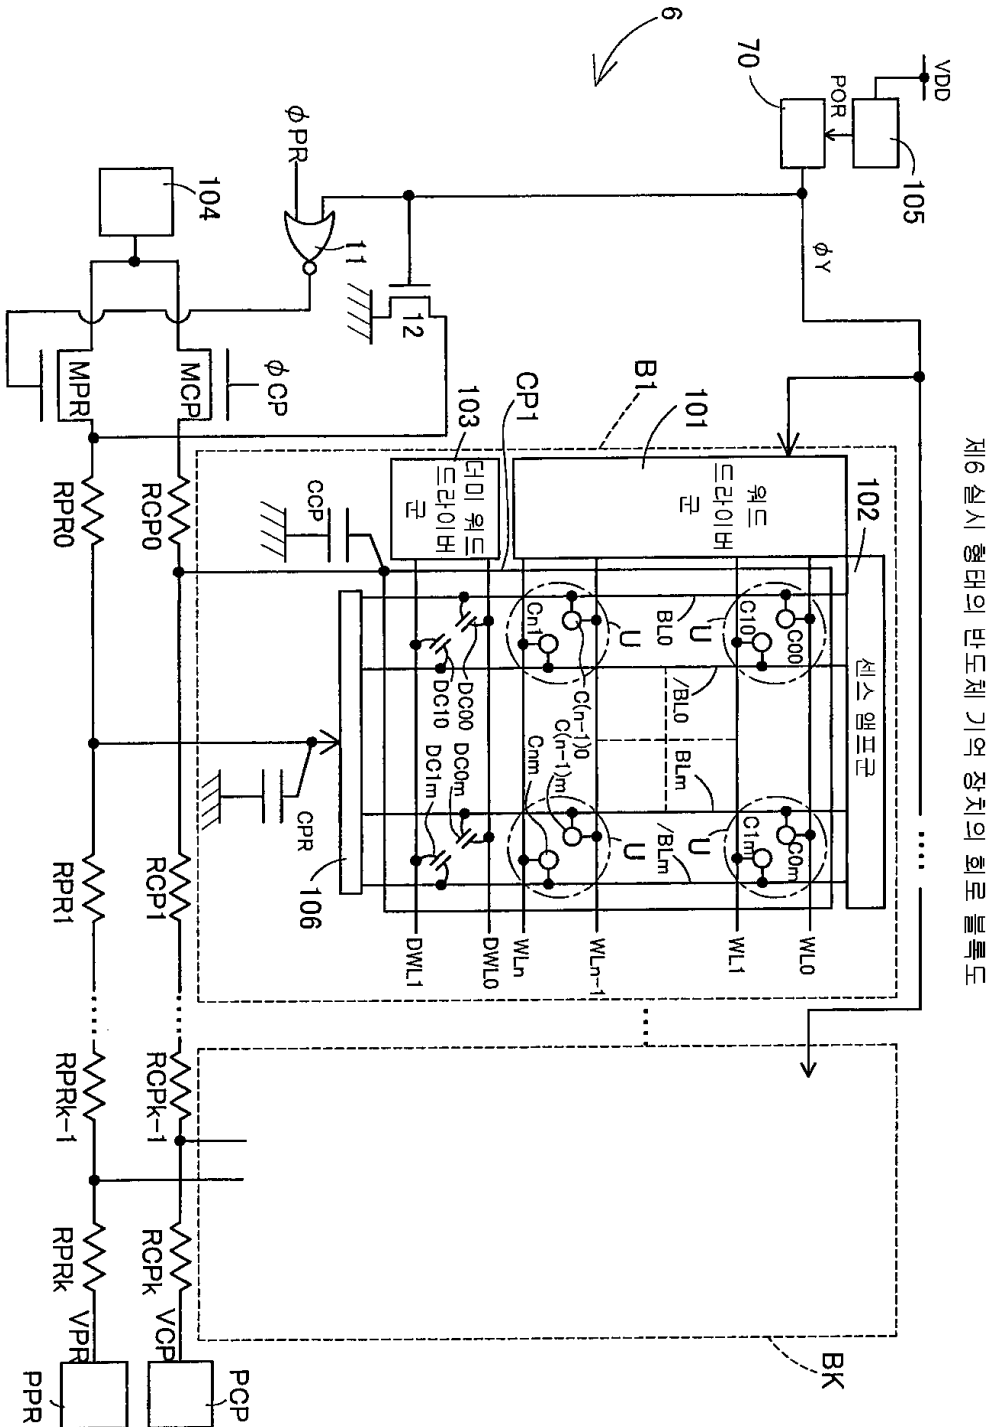 제6 실시 형태의 반도체 기억 장치의 회로 블록도
6
VDD
105
POR
70
φY
B1
101
워드
드라이버
군
102
센스 앰프군
BK
φPR
11
12
104
φCP
MCP
MPR
CP1
103
더미 워드
드라이버
군
CCP
RCP0
RPR0
C00
C10
U
BL0
/BL0
U
C(n-1)0
Cn1
DC00
DC10
C0m
C1m
U
BLm
/BLm
U
C(n-1)m
Cnm
DC0m
DC1m
WL0
WL1
WLn-1
WLn
DWL0
DWL1
CPR
106
RCP1
RPR1
RCPk-1
RPRk-1
RCPk
RPRk
VCP
VPR
PCP
PPR